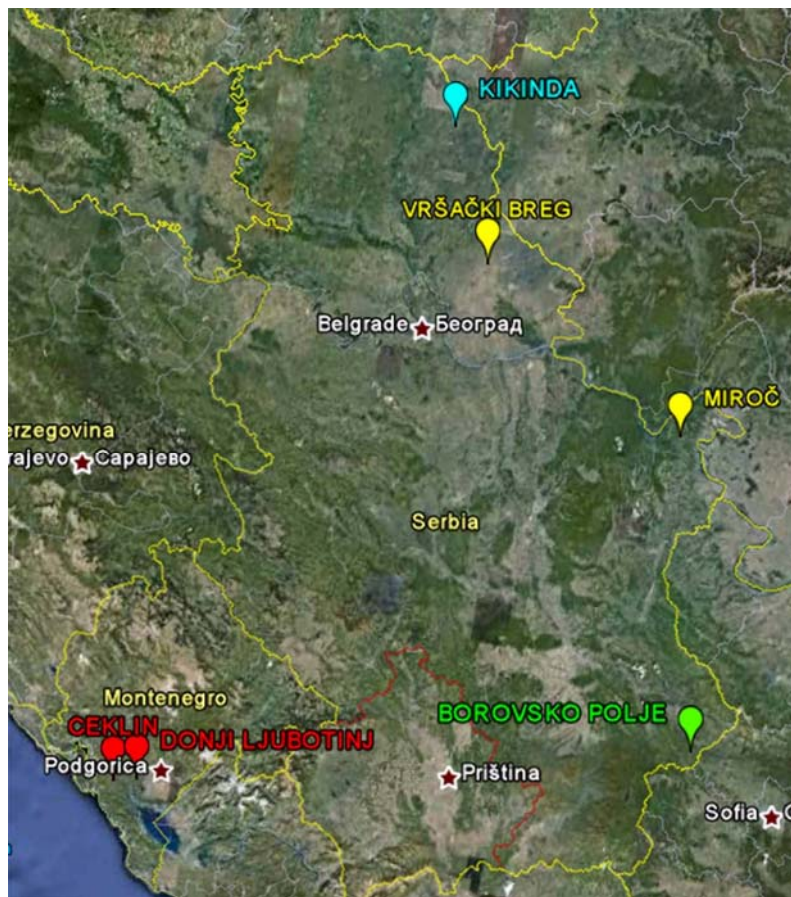 KIKINDA
VRŠAČKI BREG
Belgrade Београд
MIROČ
erzegovina
rajevo Сарајево
Serbia
Montenegro
BOROVSKO POLJE
CEKLIN
DONJI LJUBOTINJ
Podgorica
Priština
Sofia